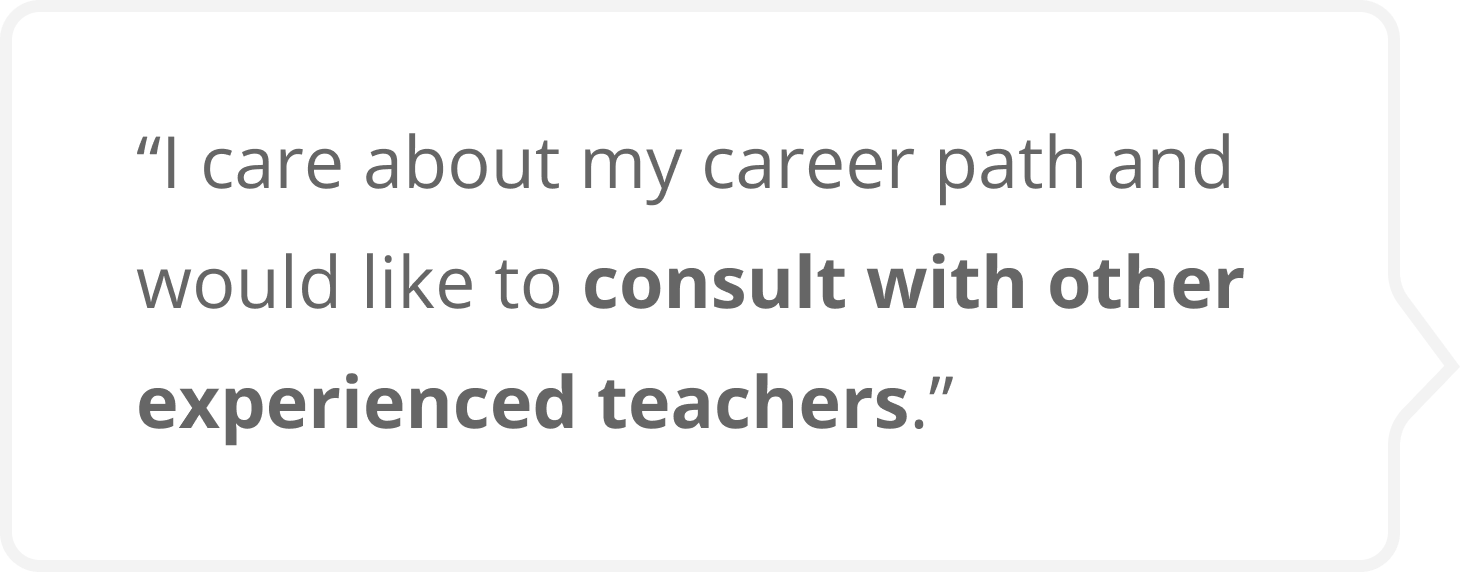 “I care about my career path and
would like to consult with other
experienced teachers.”